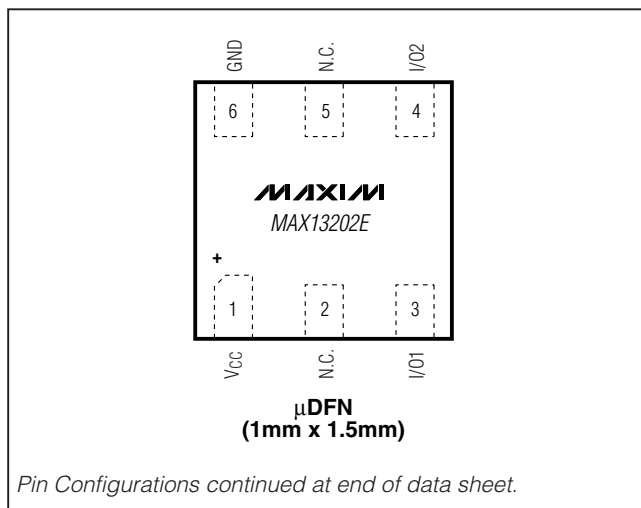 GND N.C. I/O2
6 5 4
MAXIM
MAX13202E
+
1 2 3
VCC N.C. I/O1
µDFN
(1mm x 1.5mm)
Pin Configurations continued at end of data sheet.